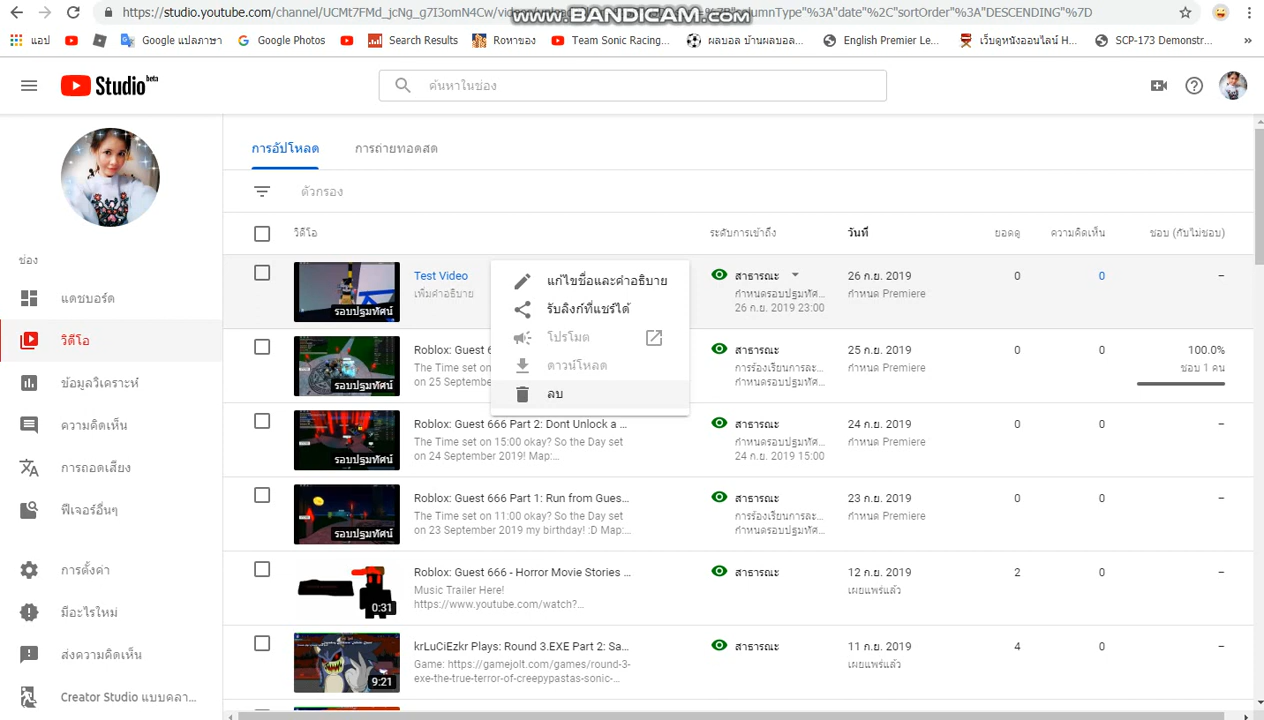 https://studio.youtube.com/channel/UCMt7FMd_jcNg_g7I3omN4Cw/
www.BANDICAM.com
"columnType"%3A"date"%2C"sortOrder"%3A"DESCENDING"%7D
แอป
Google แปลภาษา
Google Photos
Search Results
Roหาของ
Team Sonic Racing...
ผลบอล บ้านผลบอล...
English Premier Le...
เว็บดูหนังออนไลน์ H...
SCP-173 Demonstr...
»
Studio beta
ค้นหาในช่อง
การอัปโหลด
การถ่ายทอดสด
ตัวกรอง
ช่อง
แดชบอร์ด
วิดีโอ
ข้อมูลวิเคราะห์
ความคิดเห็น
การถอดเสียง
ฟีเจอร์อื่นๆ
การตั้งค่า
มีอะไรใหม่
ส่งความคิดเห็น
Creator Studio แบบคลา...
วิดีโอ
ระดับการเข้าถึง
วันที่
ยอดดู
ความคิดเห็น
ชอบ (กับไม่ชอบ)
รอบปฐมทัศน์
Test Video
เพิ่มคำอธิบาย
สาธารณะ
กำหนดรอบปฐมทัศ...
26 ก.ย. 2019 23:00
26 ก.ย. 2019
กำหนด Premiere
0
0
–
แก้ไขชื่อและคำอธิบาย
รับลิงก์ที่แชร์ได้
โปรโมต
ดาวน์โหลด
ลบ
รอบปฐมทัศน์
Roblox: Guest 6
The Time set on
on 25 September
สาธารณะ
การร้องเรียนการละ...
กำหนดรอบปฐมทัศ...
25 ก.ย. 2019
กำหนด Premiere
0
0
100.0%
ชอบ 1 คน
รอบปฐมทัศน์
Roblox: Guest 666 Part 2: Dont Unlock a ...
The Time set on 15:00 okay? So the Day set
on 24 September 2019! Map:...
สาธารณะ
กำหนดรอบปฐมทัศ...
24 ก.ย. 2019 15:00
24 ก.ย. 2019
กำหนด Premiere
0
0
–
รอบปฐมทัศน์
Roblox: Guest 666 Part 1: Run from Gues...
The Time set on 11:00 okay? So the Day set
on 23 September 2019 my birthday! :D Map:...
สาธารณะ
การร้องเรียนการละ...
กำหนดรอบปฐมทัศ...
23 ก.ย. 2019
กำหนด Premiere
0
0
–
0:31
Roblox: Guest 666 - Horror Movie Stories ...
Music Trailer Here!
https://www.youtube.com/watch?...
สาธารณะ
12 ก.ย. 2019
เผยแพร่แล้ว
2
0
–
9:21
krLuCiEzkr Plays: Round 3.EXE Part 2: Sa...
Game: https://gamejolt.com/games/round-3-
exe-the-true-terror-of-creepypastas-sonic-...
สาธารณะ
11 ก.ย. 2019
เผยแพร่แล้ว
4
0
–